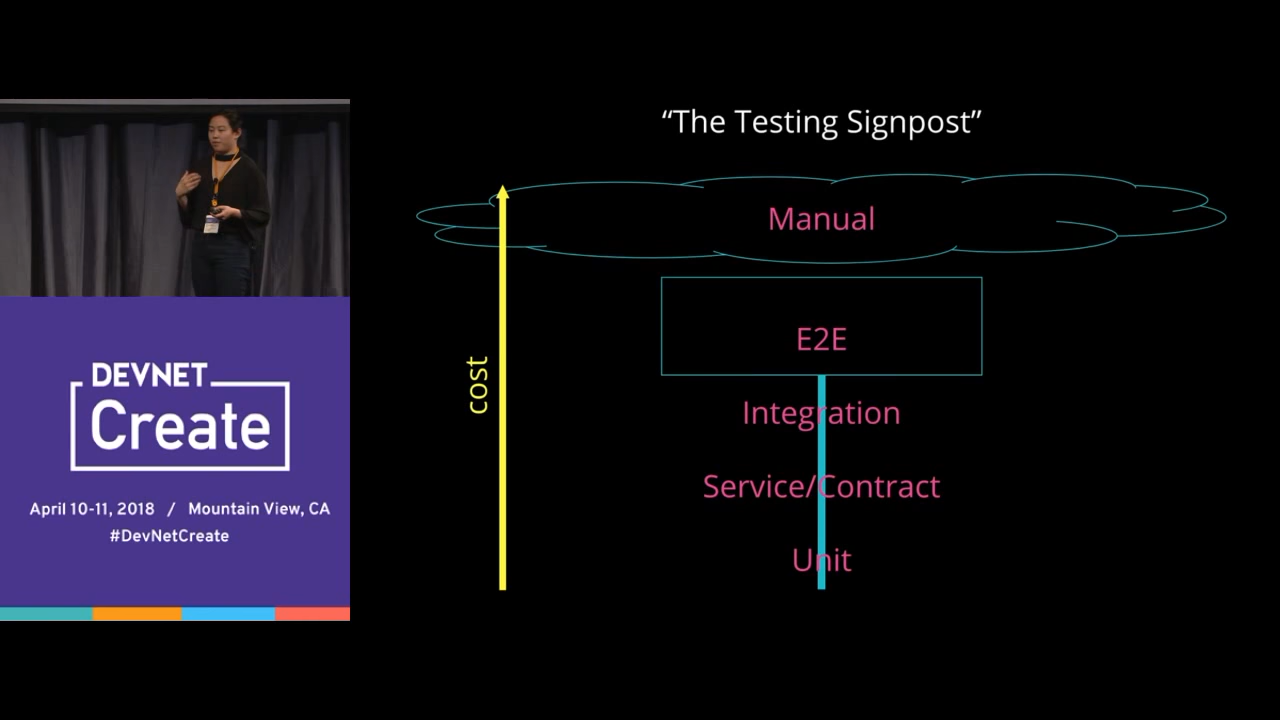 “The Testing Signpost”
Manual
E2E
Integration
Service/Contract
Unit
cost
DEVNET
Create
April 10-11, 2018 / Mountain View, CA
#DevNetCreate